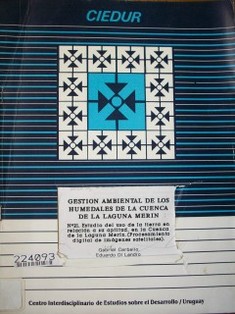 CIEDUR
GESTION AMBIENTAL DE LOS
HUMEDALES DE LA CUENCA
DE LA LAGUNA MERIN
Nº21. Estudio del uso de la tierra en
relación a su aptitud, en la Cuenca
de la Laguna Merín. (Procesamiento
digital de imágenes satelitales).
Gabriel Garbarino,
Eduardo Di Landro
224093
Centro Interdisciplinario de Estudios sobre el Desarrollo / Uruguay